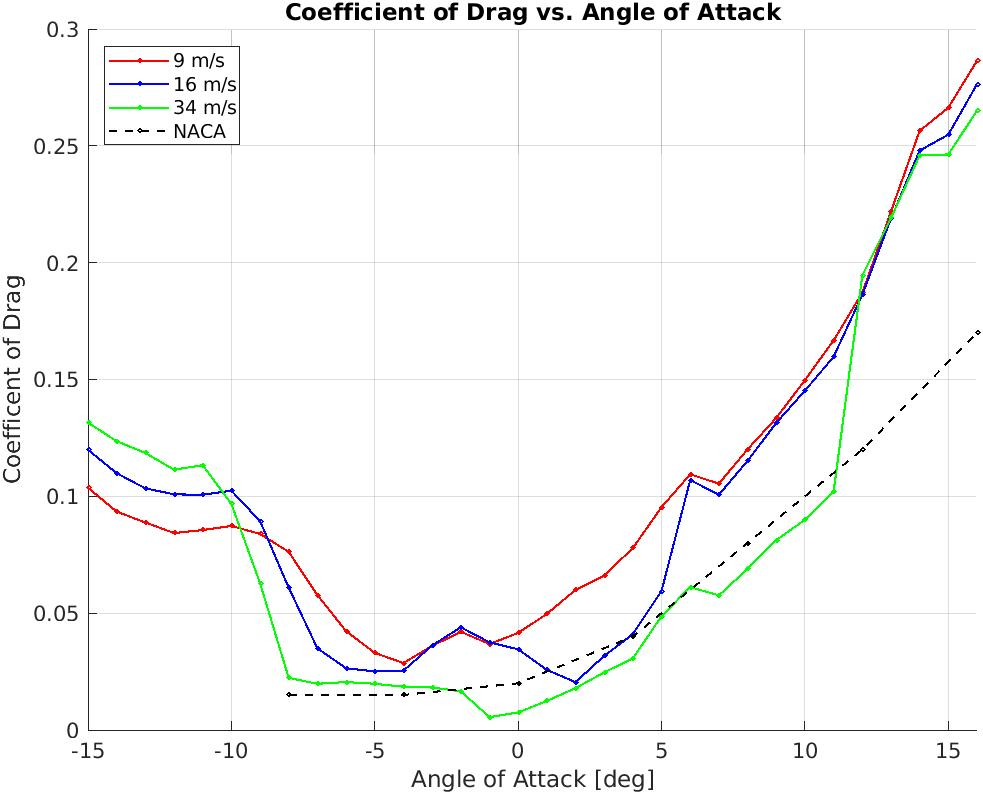 Coefficient of Drag vs. Angle of Attack
9 m/s
16 m/s
34 m/s
NACA
0.3
0.25
0.2
0.15
0.1
0.05
0
Coefficent of Drag
-15
-10
-5
0
5
10
15
Angle of Attack [deg]